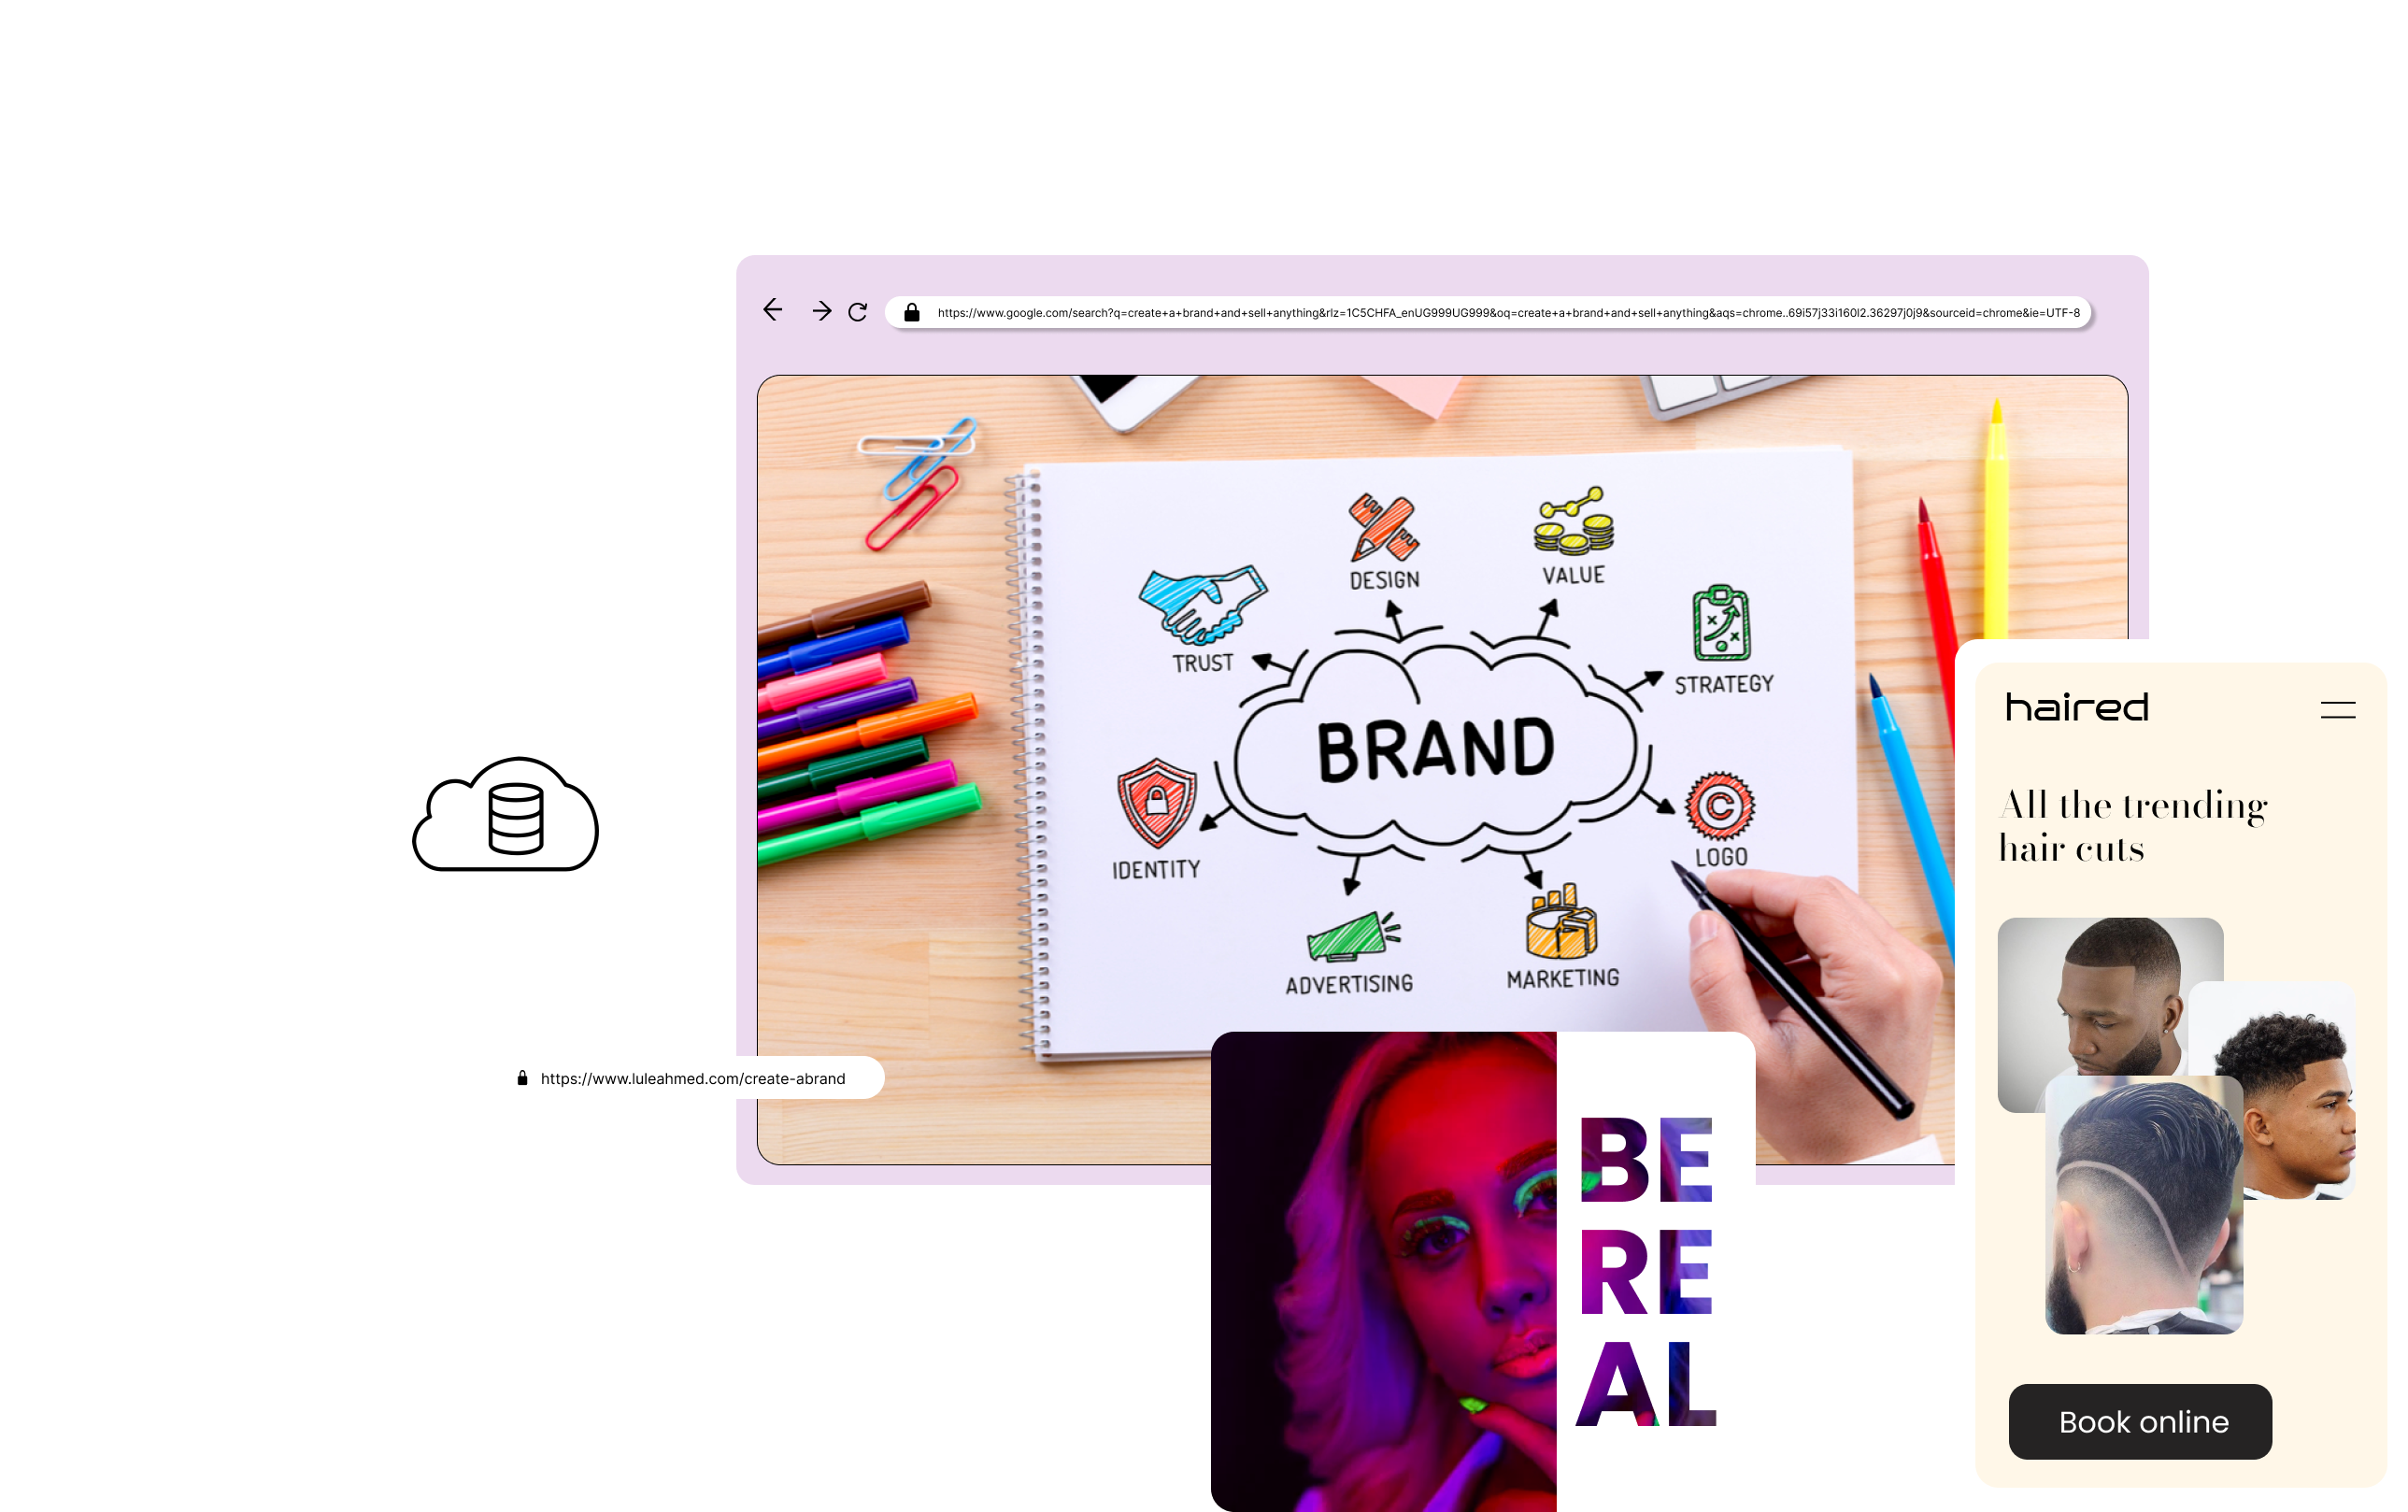 https://www.google.com/search?q=create+a+brand+and+sell+anything&rlz=1C5CHFA_enUG999UG999&oq=create+a+brand+and+sell+anything&aqs=chrome..69i57j33i160l2.36297j0j9&sourceid=chrome&ie=UTF-8
DESIGN
VALUE
TRUST
STRATEGY
BRAND
IDENTITY
LOGO
ADVERTISING
MARKETING
https://www.luleahmed.com/create-abrand
BE
RE
AL
haired
All the trending
hair cuts
Book online